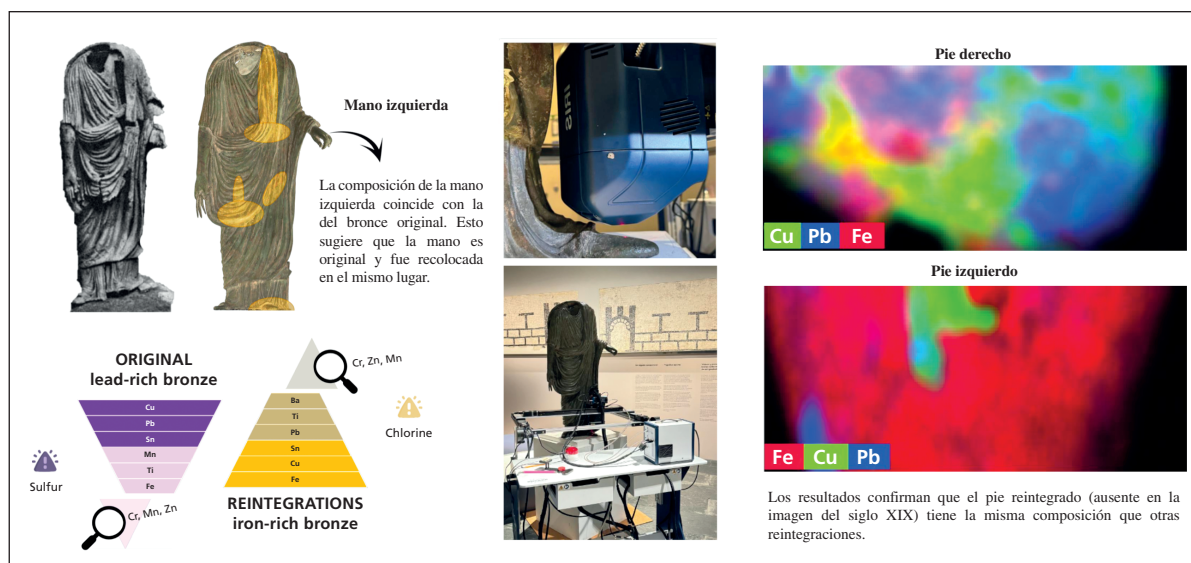 Mano izquierda
La composición de la mano
izquierda coincide con la
del bronce original. Esto
sugiere que la mano es
original y fue recolocada
en el mismo lugar.
ORIGINAL
lead-rich bronze
Cu
Pb
Sn
Mn
Ti
Fe
Sulfur
Cr, Mn, Zn
Cr, Zn, Mn
Ba
Ti
Pb
Sn
Cu
Fe
Chlorine
REINTEGRATIONS
iron-rich bronze
SIRI
Pie derecho
Cu Pb Fe
Pie izquierdo
Fe Cu Pb
Los resultados confirman que el pie reintegrado (ausente en la
imagen del siglo XIX) tiene la misma composición que otras
reintegraciones.